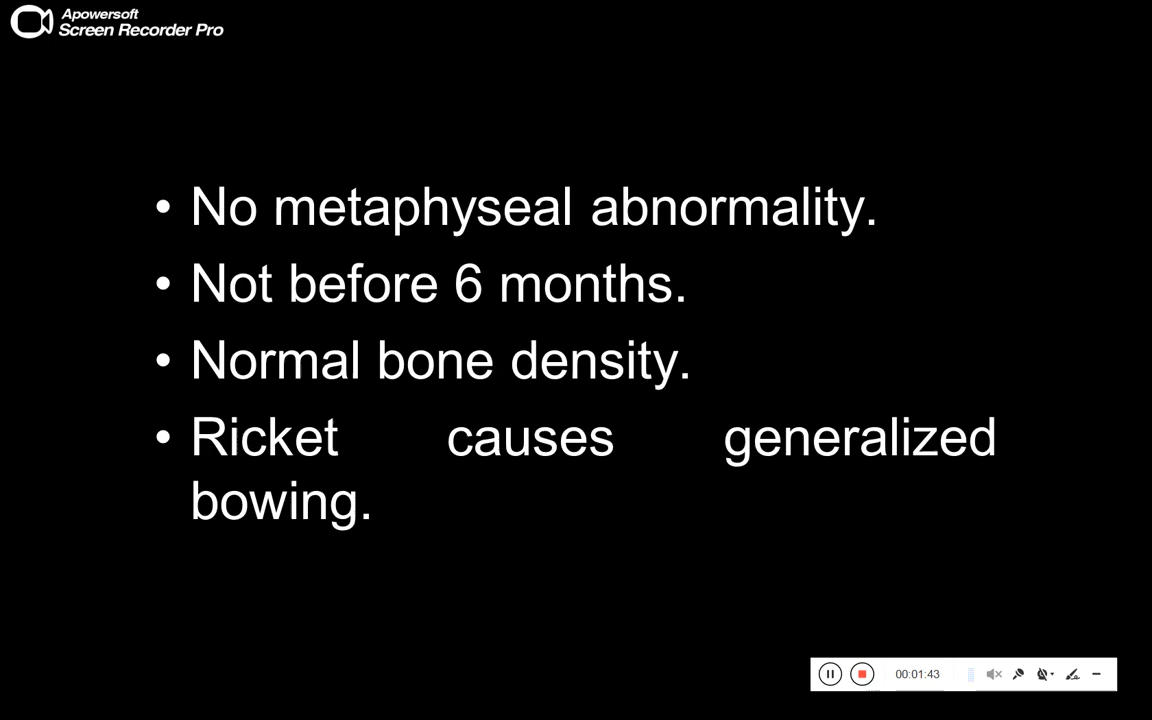 Apowersoft
Screen Recorder Pro
• No metaphyseal abnormality.
• Not before 6 months.
• Normal bone density.
• Ricket causes generalized
bowing.
00:01:43